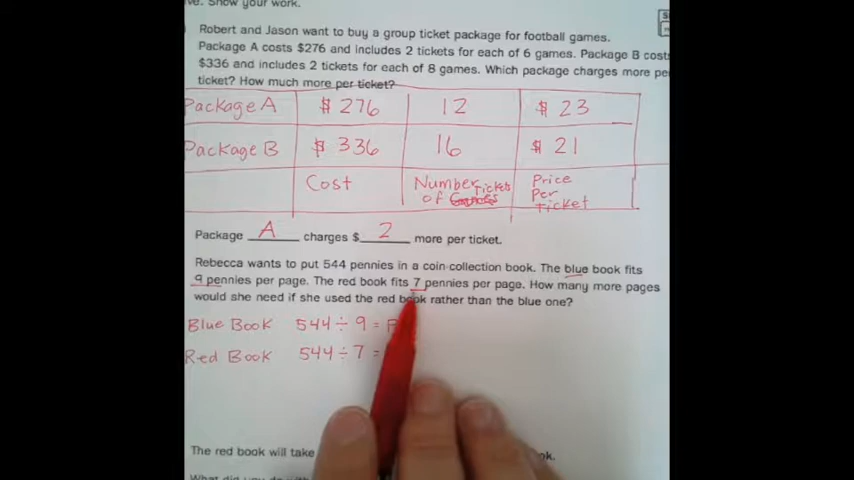 ve. Show your work.
Robert and Jason want to buy a group ticket package for football games.
Package A costs $276 and includes 2 tickets for each of 6 games. Package B costs
$336 and includes 2 tickets for each of 8 games. Which package charges more pe
ticket? How much more per ticket?
Package A $ 276 12 $ 23
Package B $ 336 16 $ 21
Cost Number of Tickets Price Per Ticket
Package A charges $ 2 more per ticket.
Rebecca wants to put 544 pennies in a coin-collection book. The blue book fits
9 pennies per page. The red book fits 7 pennies per page. How many more pages
would she need if she used the red book rather than the blue one?
Blue Book 544 ÷ 9 =
Red Book 544 ÷ 7 =
The red book will take